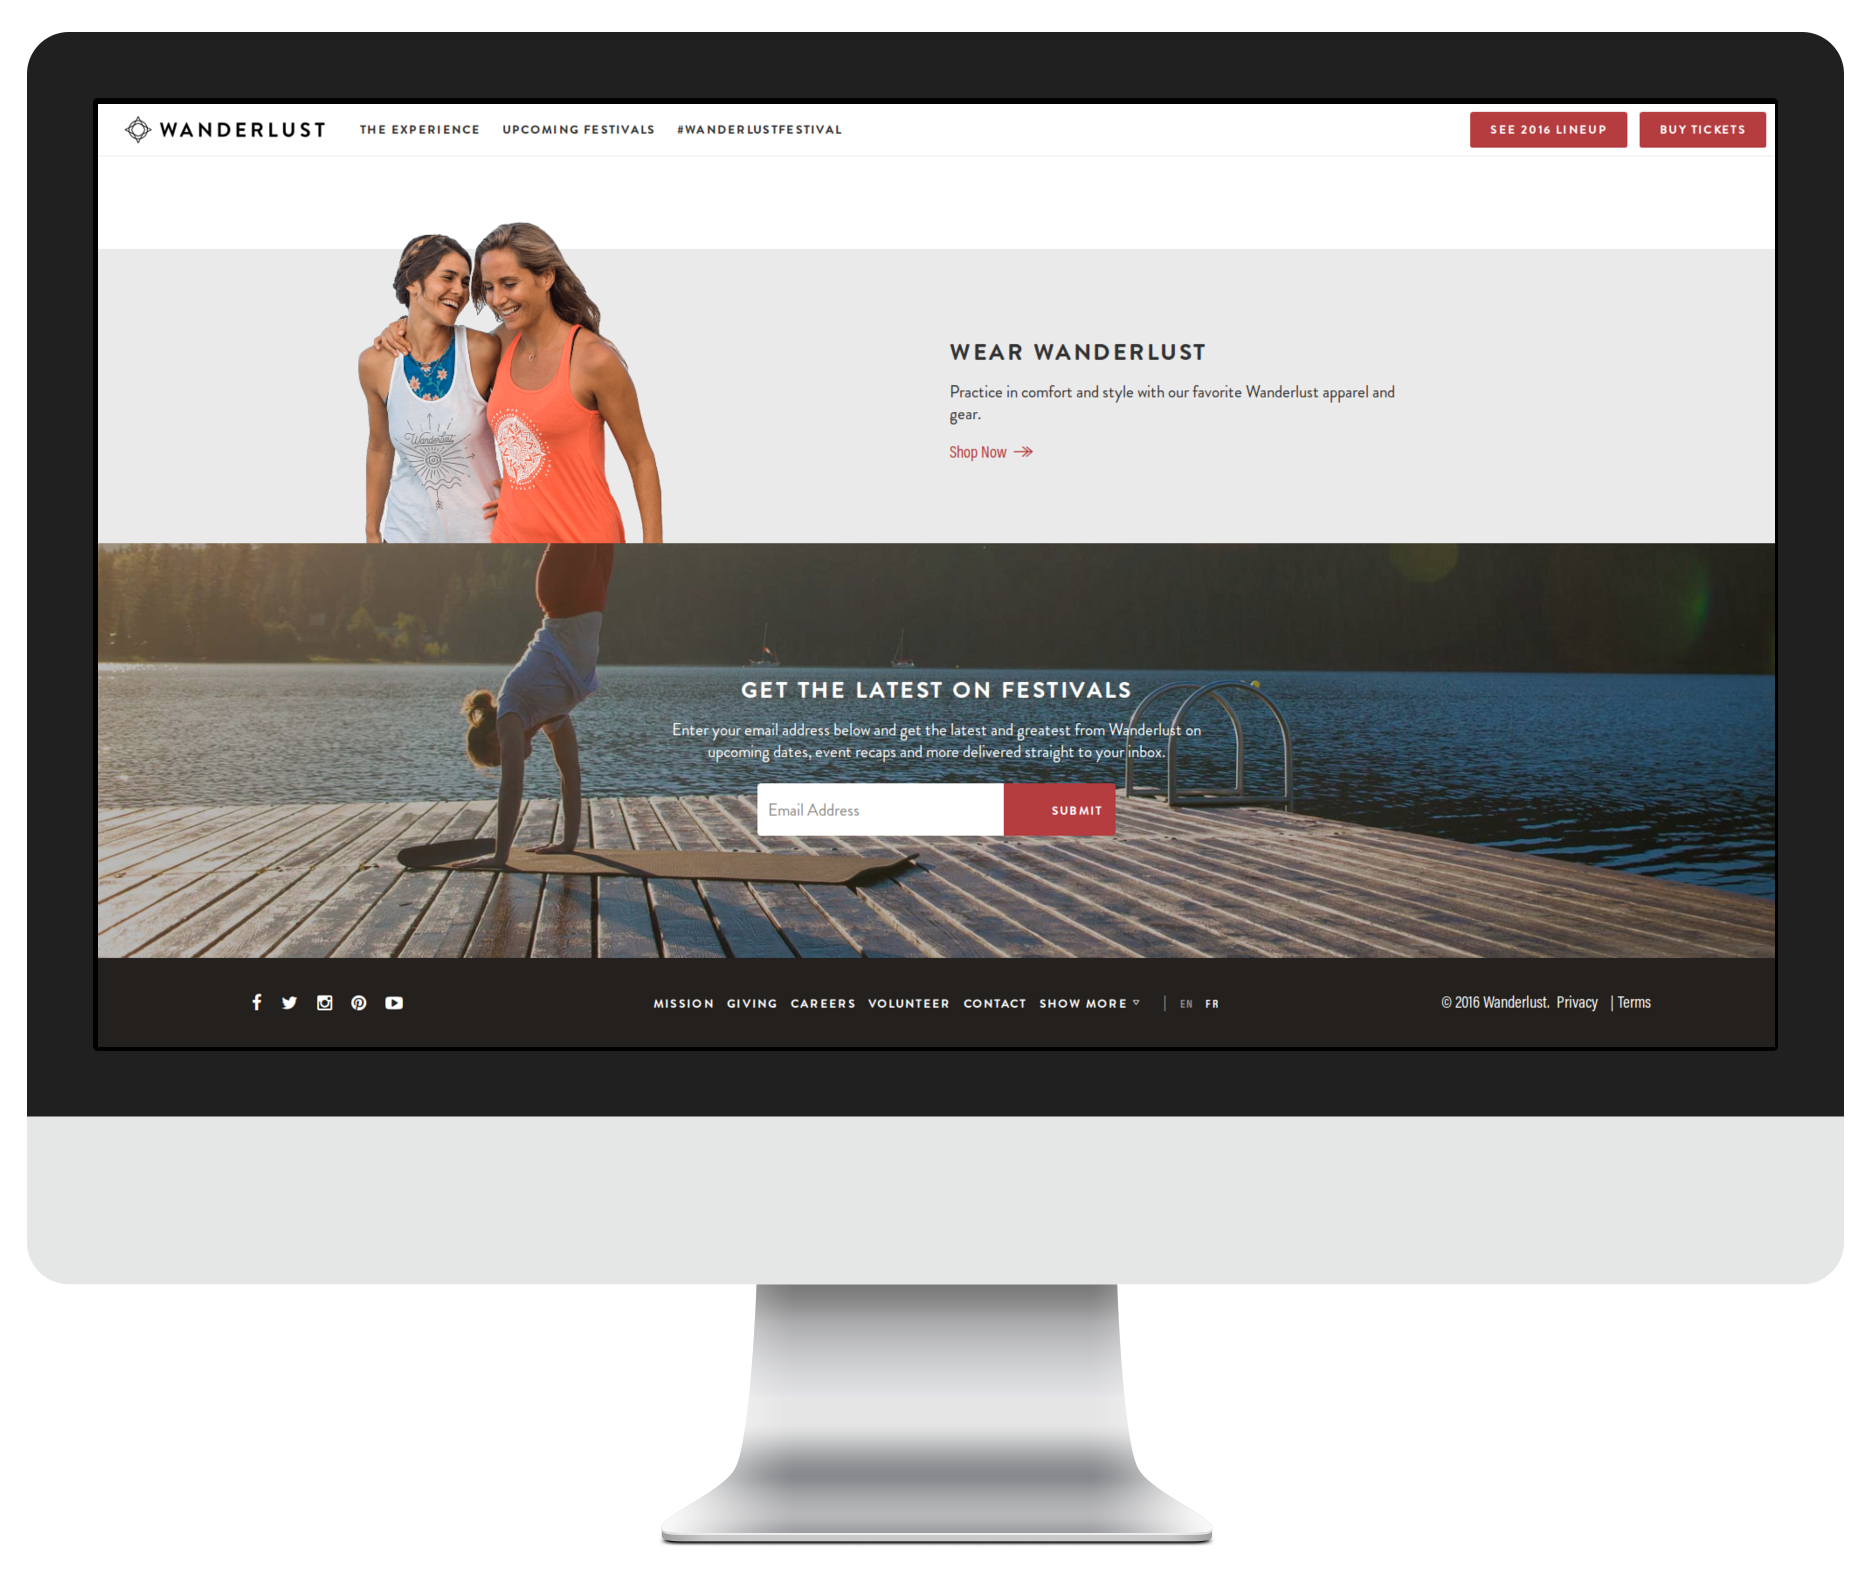 WANDERLUST THE EXPERIENCE UPCOMING FESTIVALS #WANDERLUSTFESTIVAL SEE 2016 LINEUP BUY TICKETS
Wanderlust
WEAR WANDERLUST
Practice in comfort and style with our favorite Wanderlust apparel and
gear.
Shop Now
GET THE LATEST ON FESTIVALS
Enter your email address below and get the latest and greatest from Wanderlust on
upcoming dates, event recaps and more delivered straight to your inbox.
Email Address SUBMIT
MISSION GIVING CAREERS VOLUNTEER CONTACT SHOW MORE | EN FR © 2016 Wanderlust. Privacy | Terms